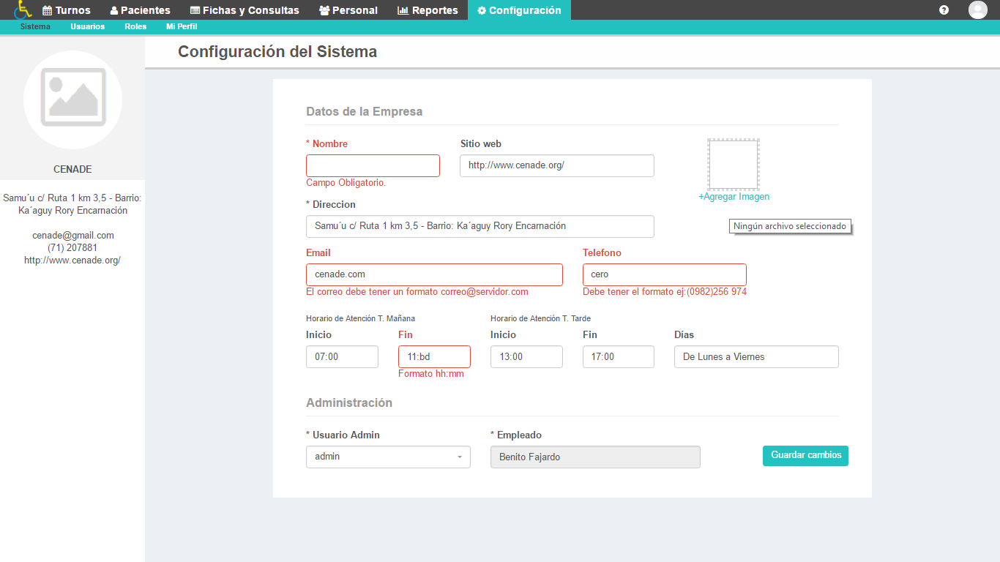 Turnos Pacientes Fichas y Consultas Personal Reportes Configuración ?
Sistema Usuarios Roles Mi Perfil
Configuración del Sistema
CENADE
Samu´u c/ Ruta 1 km 3,5 - Barrio:
Ka´aguy Rory Encarnación
cenade@gmail.com
(71) 207881
http://www.cenade.org/
Datos de la Empresa
* Nombre Sitio web
http://www.cenade.org/
Campo Obligatorio.
+Agregar Imagen
* Direccion
Samu´u c/ Ruta 1 km 3,5 - Barrio: Ka´aguy Rory Encarnación
Ningún archivo seleccionado
Email Telefono
cenade.com cero
El correo debe tener un formato correo@servidor.com Debe tener el formato ej:(0982)256 974
Horario de Atención T. Mañana Horario de Atención T. Tarde
Inicio Fin Inicio Fin Días
07:00 11:bd 13:00 17:00 De Lunes a Viernes
Formato hh:mm
Administración
* Usuario Admin * Empleado
admin Benito Fajardo Guardar cambios